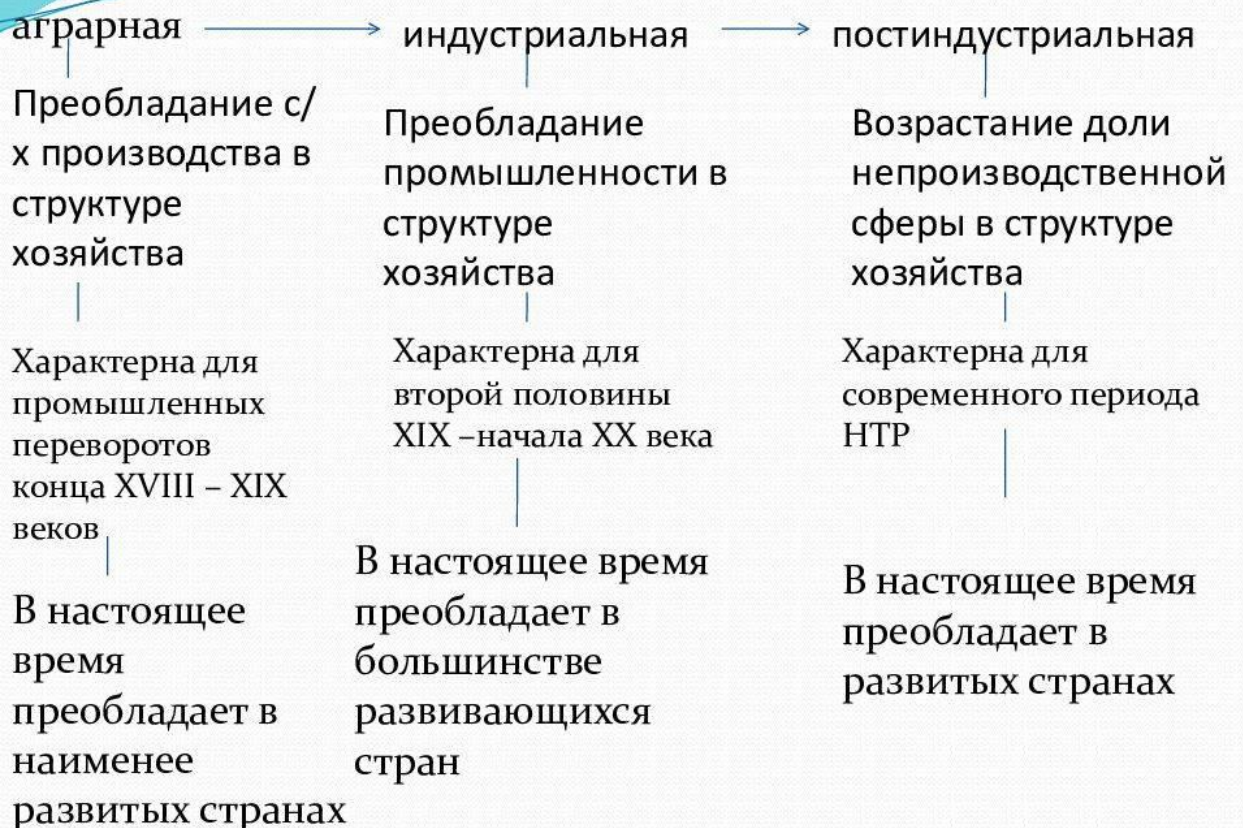 аграрная
индустриальная
постиндустриальная
Преобладание с/
х производства в
структуре
хозяйства
Преобладание
промышленности в
структуре
хозяйства
Возрастание доли
непроизводственной
сферы в структуре
хозяйства
Характерна для
промышленных
переворотов
конца XVIII – XIX
веков
Характерна для
второй половины
XIX –начала XX века
Характерна для
современного периода
НТР
В настоящее
время
преобладает в
наименее
развитых странах
В настоящее время
преобладает в
большинстве
развивающихся
стран
В настоящее время
преобладает в
развитых странах